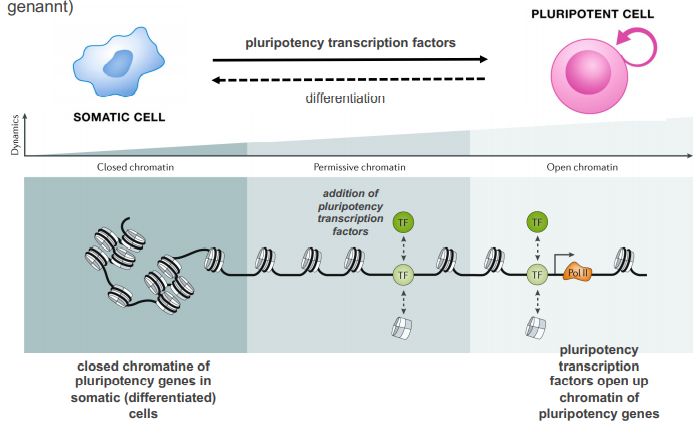 genannt)
PLURIPOTENT CELL
pluripotency transcription factors
differentiation
SOMATIC CELL
Dynamics
Closed chromatin
Permissive chromatin
Open chromatin
addition of
pluripotency
transcription
factors
TF
TF
TF
TF
Pol II
closed chromatine of
pluripotency genes in
somatic (differentiated)
cells
pluripotency
transcription
factors open up
chromatin of
pluripotency genes